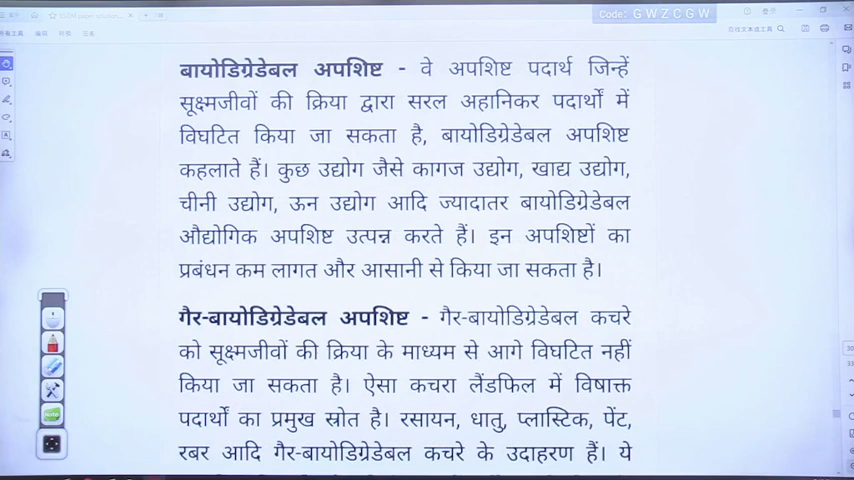 Code: G W Z C G W
बायोडिग्रेडेबल अपशिष्ट - वे अपशिष्ट पदार्थ जिन्हें
सूक्ष्मजीवों की क्रिया द्वारा सरल अहानिकर पदार्थों में
विघटित किया जा सकता है, बायोडिग्रेडेबल अपशिष्ट
कहलाते हैं। कुछ उद्योग जैसे कागज उद्योग, खाद्य उद्योग,
चीनी उद्योग, ऊन उद्योग आदि ज्यादातर बायोडिग्रेडेबल
औद्योगिक अपशिष्ट उत्पन्न करते हैं। इन अपशिष्टों का
प्रबंधन कम लागत और आसानी से किया जा सकता है।
गैर-बायोडिग्रेडेबल अपशिष्ट - गैर-बायोडिग्रेडेबल कचरे
को सूक्ष्मजीवों की क्रिया के माध्यम से आगे विघटित नहीं
किया जा सकता है। ऐसा कचरा लैंडफिल में विषाक्त
पदार्थों का प्रमुख स्रोत है। रसायन, धातु, प्लास्टिक, पेंट,
रबर आदि गैर-बायोडिग्रेडेबल कचरे के उदाहरण हैं। ये